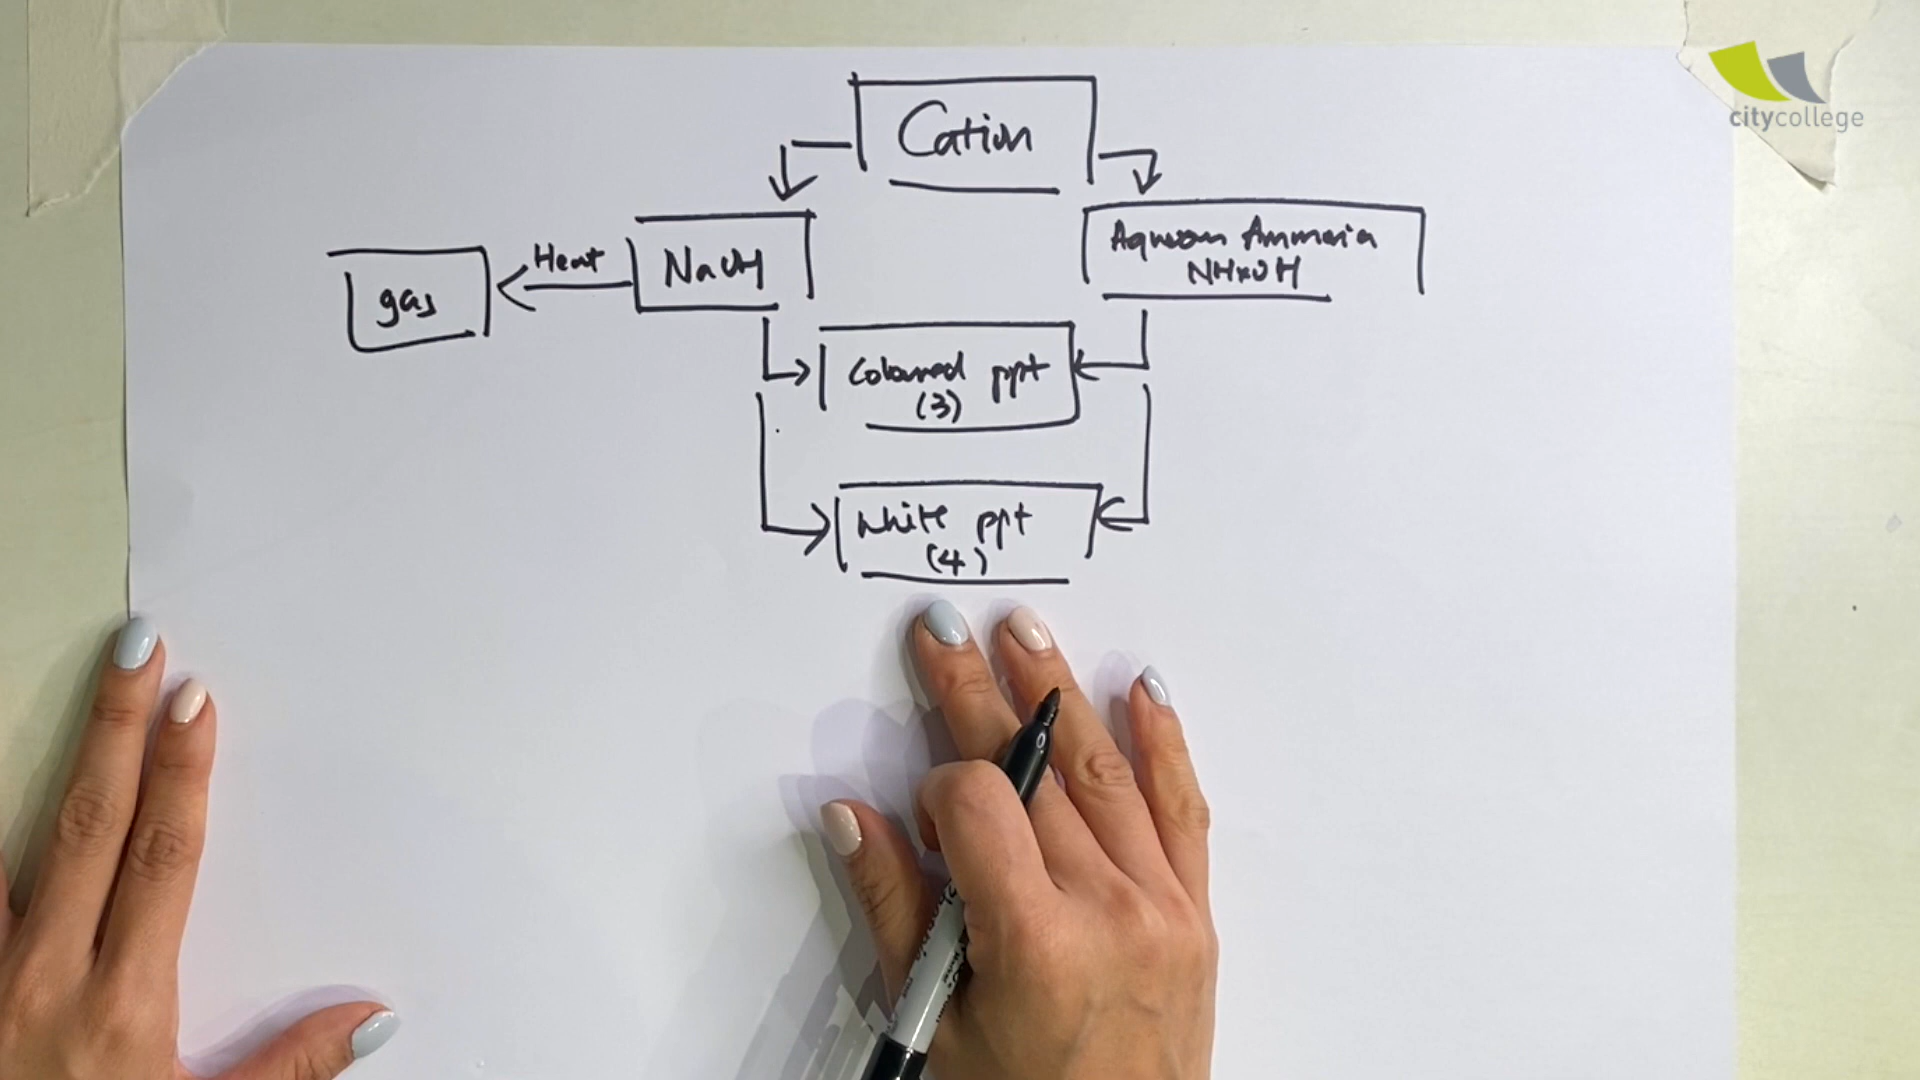 citycollege
Cation
Heat
NaOH
Aqueous Ammonia
NH4OH
gas
Coloured ppt
(3)
White ppt
(4)